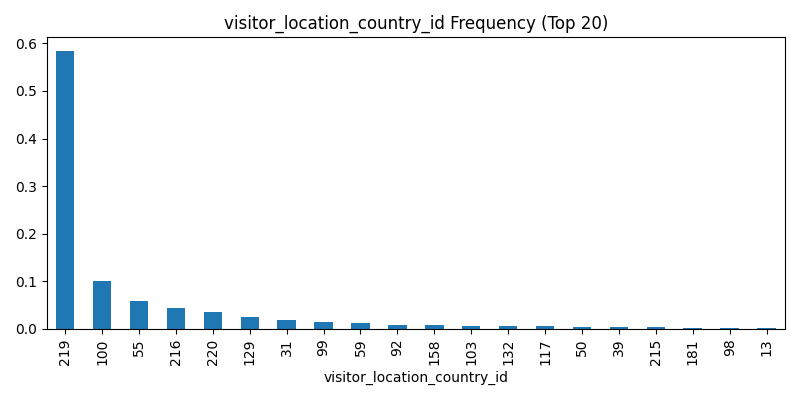 visitor_location_country_id Frequency (Top 20)
0.6
0.5
0.4
0.3
0.2
0.1
0.0
219 100 55 216 220 129 31 99 59 92 158 103 132 117 50 39 215 181 98 13
visitor_location_country_id